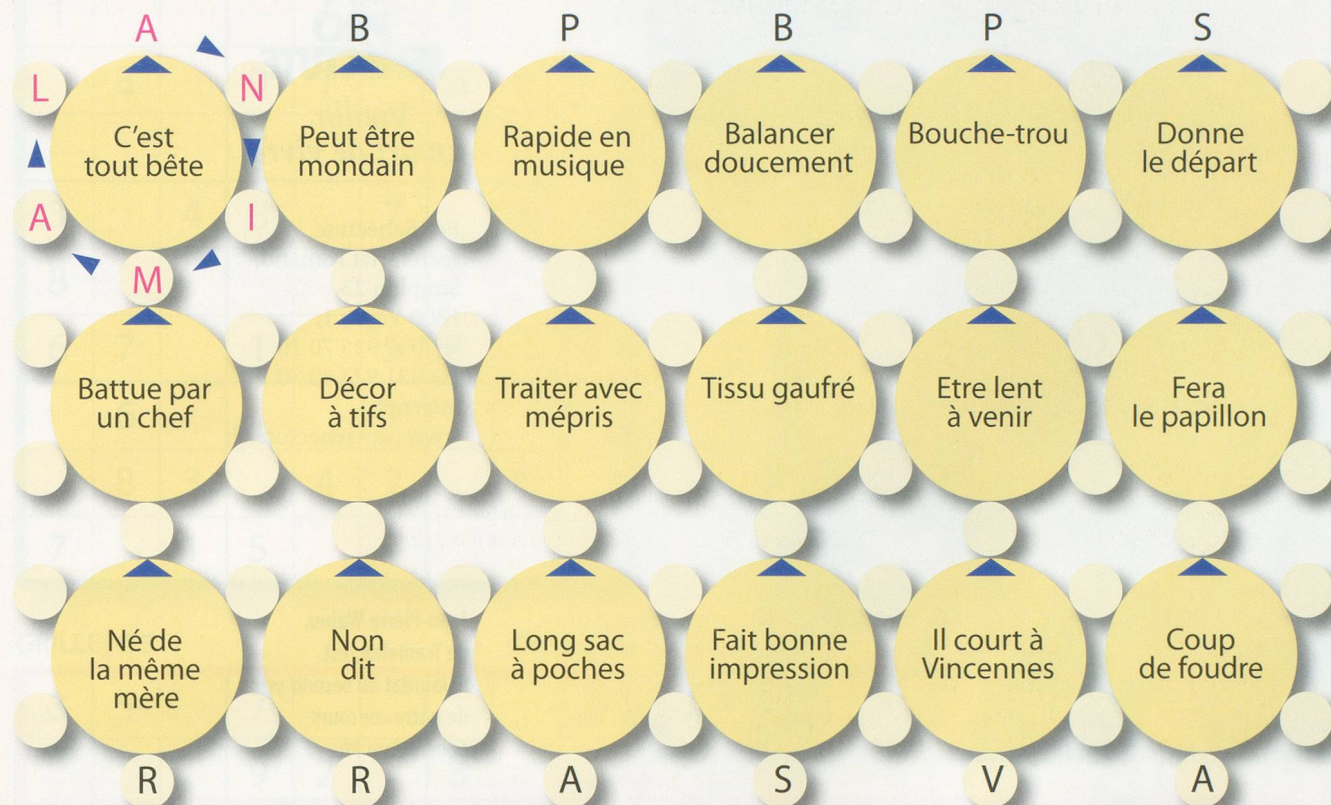 A B P B P S
L N
C'est
tout bête
Peut être
mondain
Rapide en
musique
Balancer
doucement
Bouche-trou
Donne
le départ
A I
M
Battue par
un chef
Décor
à tifs
Traiter avec
mépris
Tissu gaufré
Etre lent
à venir
Fera
le papillon
Né de
la même
mère
Non
dit
Long sac
à poches
Fait bonne
impression
Il court à
Vincennes
Coup
de foudre
R R A S V A